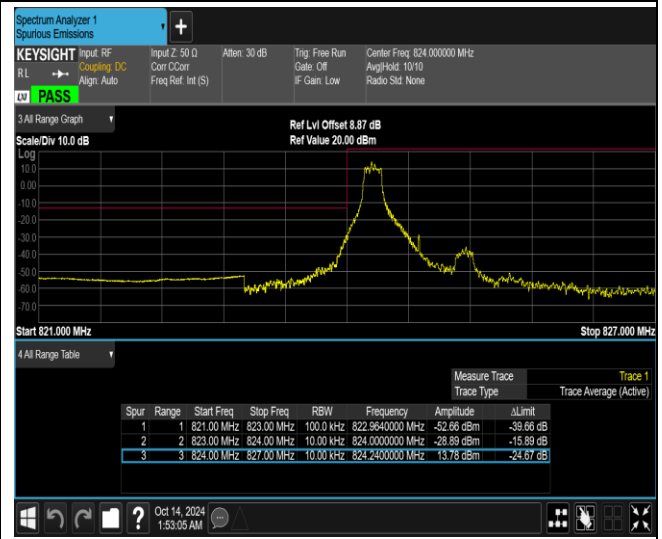 Spectrum Analyzer 1
Spurious Emissions
+
KEYSIGHT Input: RF Input Z: 50 Ω Atten: 30 dB Trig: Free Run Center Freq: 824.000000 MHz
RL Coupling: DC Corr CCorr Gate: Off Avg|Hold: 10/10
Align: Auto Freq Ref: Int (S) IF Gain: Low Radio Std: None
LXI PASS
3 All Range Graph
Ref Lvl Offset 8.87 dB
Scale/Div 10.0 dB Ref Value 20.00 dBm
Log
10.0
0.00
-10.0
-20.0
-30.0
-40.0
-50.0
-60.0
-70.0
Start 821.000 MHz Stop 827.000 MHz
4 All Range Table
Measure Trace Trace 1
Trace Type Trace Average (Active)
Spur Range Start Freq Stop Freq RBW Frequency Amplitude ΔLimit
1 1 821.00 MHz 823.00 MHz 100.0 kHz 822.9640000 MHz -52.66 dBm -39.66 dB
2 2 823.00 MHz 824.00 MHz 10.00 kHz 824.0000000 MHz -28.89 dBm -15.89 dB
3 3 824.00 MHz 827.00 MHz 10.00 kHz 824.2400000 MHz 13.78 dBm -24.67 dB
? Oct 14, 2024
1:53:05 AM